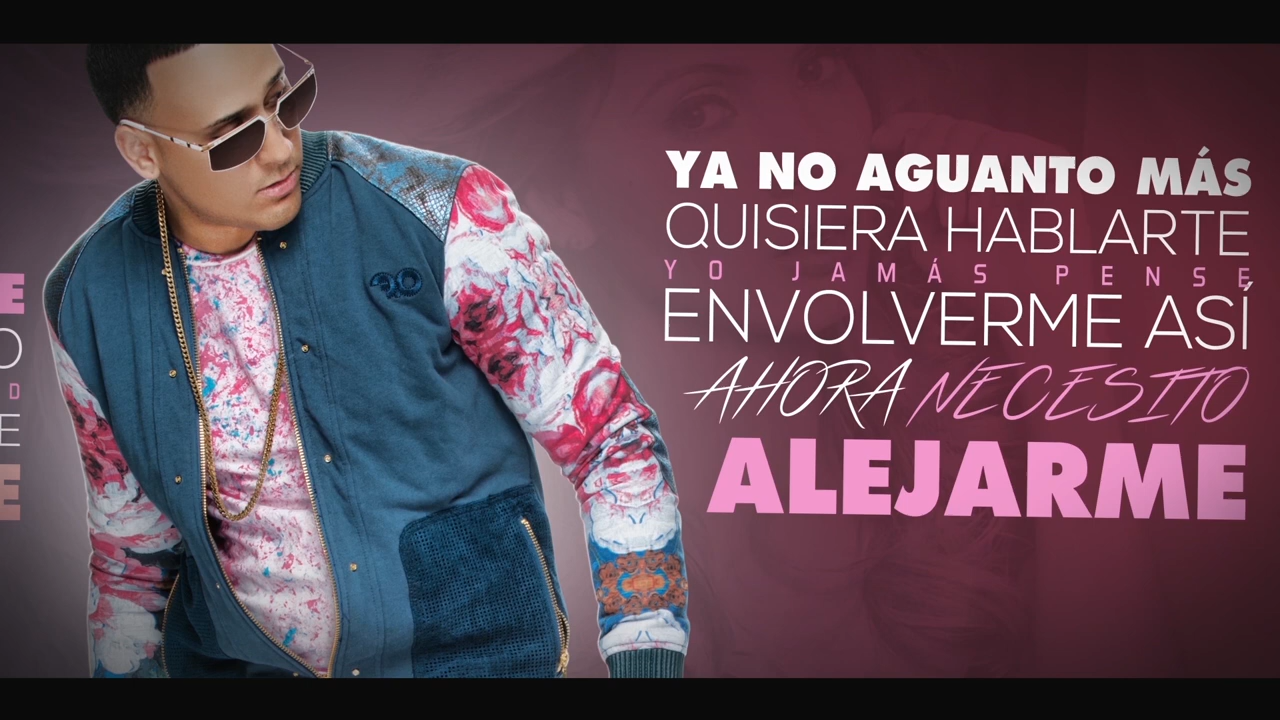 YA NO AGUANTO MÁS
QUISIERA HABLARTE
YO JAMÁS PENSE
ENVOLVERME ASÍ
AHORA NECESITO
ALEJARME
E
O
D
E
E